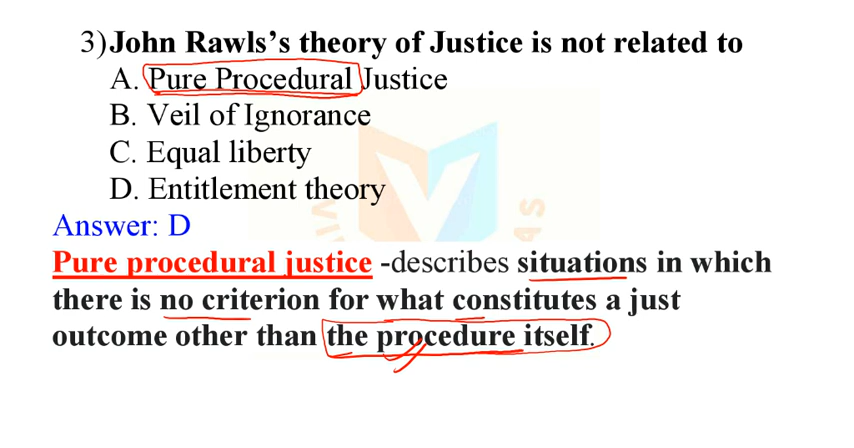 3)John Rawls’s theory of Justice is not related to
A. Pure Procedural Justice
B. Veil of Ignorance
C. Equal liberty
D. Entitlement theory
Answer: D
Pure procedural justice -describes situations in which
there is no criterion for what constitutes a just
outcome other than the procedure itself.